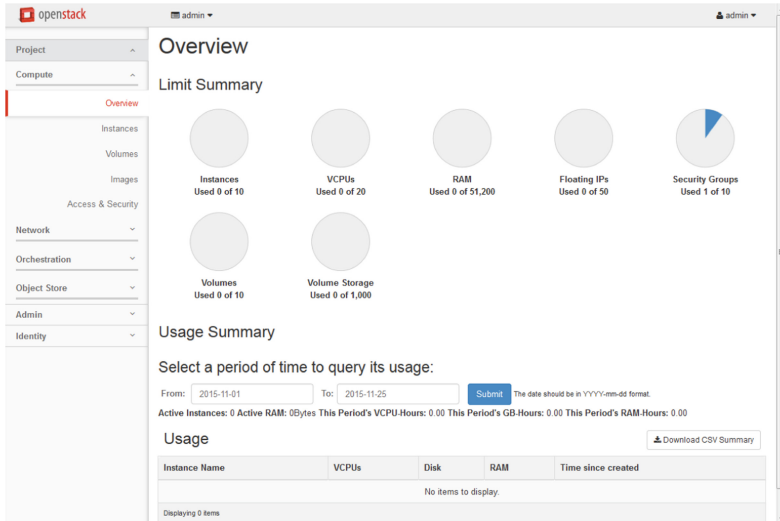 openstack
admin
admin
Project
Compute
Overview
Instances
Volumes
Images
Access & Security
Network
Orchestration
Object Store
Admin
Identity
Overview
Limit Summary
Instances
Used 0 of 10
VCPUs
Used 0 of 20
RAM
Used 0 of 51,200
Floating IPs
Used 0 of 50
Security Groups
Used 1 of 10
Volumes
Used 0 of 10
Volume Storage
Used 0 of 1,000
Usage Summary
Select a period of time to query its usage:
From: 2015-11-01 To: 2015-11-25 Submit The date should be in YYYY-mm-dd format.
Active Instances: 0 Active RAM: 0Bytes This Period's VCPU-Hours: 0.00 This Period's GB-Hours: 0.00 This Period's RAM-Hours: 0.00
Usage
Download CSV Summary
Instance Name VCPUs Disk RAM Time since created
No items to display.
Displaying 0 items